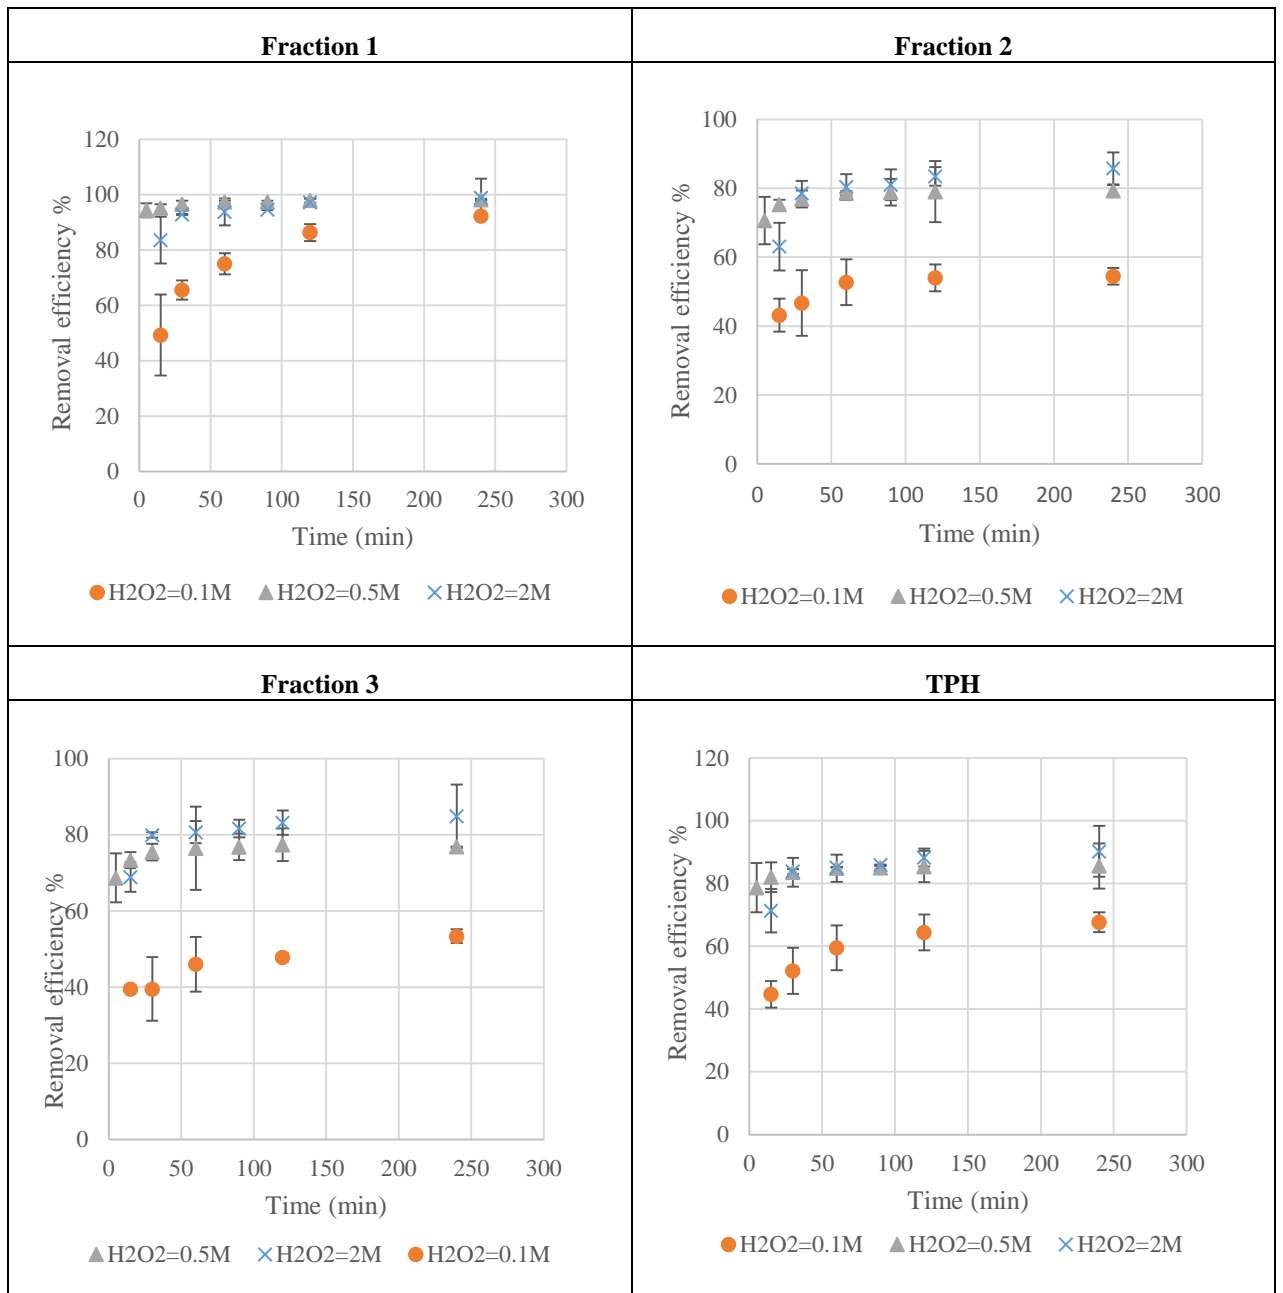 Fraction 1
Fraction 2
Removal efficiency %
120
100
80
60
40
20
0
0 50 100 150 200 250 300
Time (min)
H2O2=0.1M H2O2=0.5M H2O2=2M
Removal efficiency %
100
80
60
40
20
0
0 50 100 150 200 250 300
Time (min)
H2O2=0.1M H2O2=0.5M H2O2=2M
Fraction 3
TPH
Removal efficiency %
100
80
60
40
20
0
0 50 100 150 200 250 300
Time (min)
H2O2=0.5M H2O2=2M H2O2=0.1M
Removal efficiency %
120
100
80
60
40
20
0
0 50 100 150 200 250 300
Time (min)
H2O2=0.1M H2O2=0.5M H2O2=2M